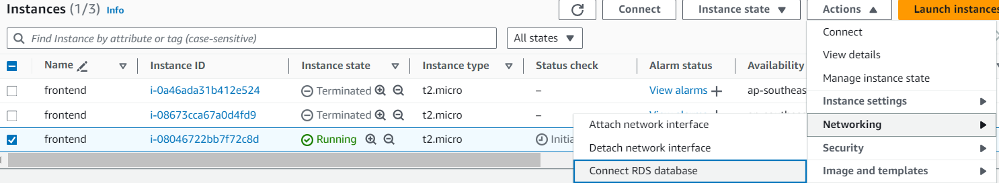 Instances (1/3) Info
Connect Instance state Actions Launch instances
Find Instance by attribute or tag (case-sensitive) All states
Connect
View details
Name Instance ID Instance state Instance type Status check Alarm status Availability
Manage instance state
frontend i-0a46ada31b412e524 Terminated t2.micro – View alarms + ap-southeas
Instance settings
frontend i-08673cca67a0d4fd9 Terminated t2.micro –
Attach network interface Networking
frontend i-08046722bb7f72c8d Running t2.micro Initia
Detach network interface Security
Connect RDS database Image and templates